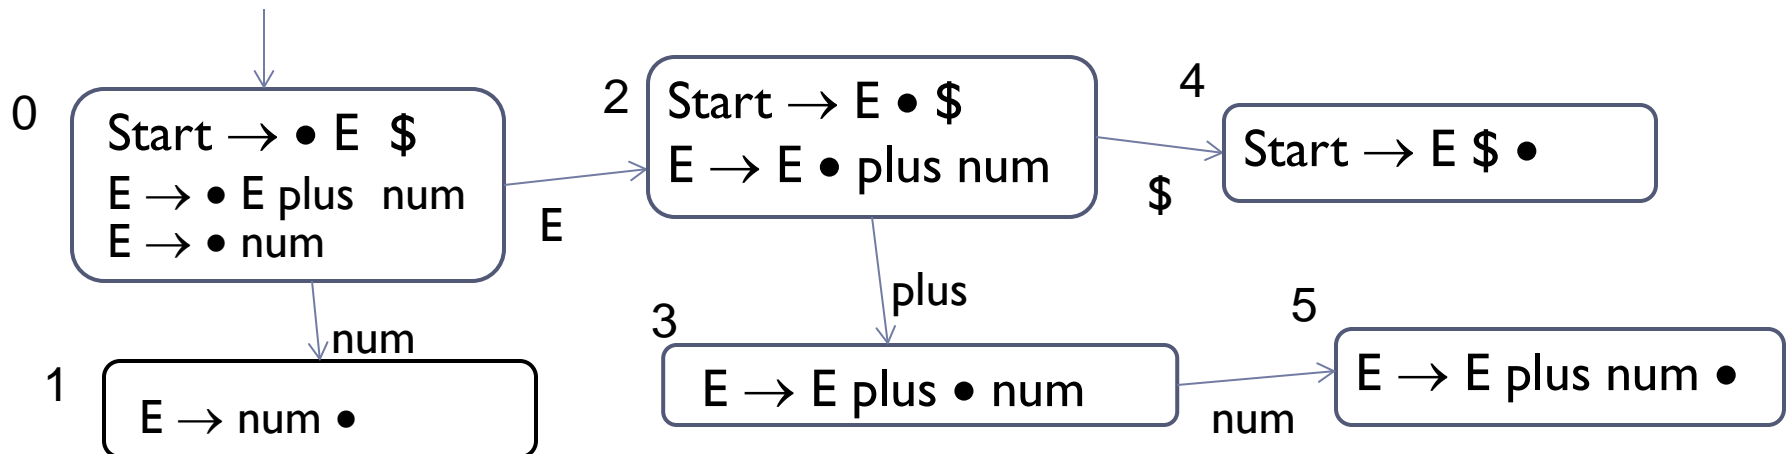 0
Start → • E $
E → • E plus num
E → • num
E
num
1
E → num •
2
Start → E • $
E → E • plus num
$
plus
4
Start → E $ •
3
E → E plus • num
num
5
E → E plus num •